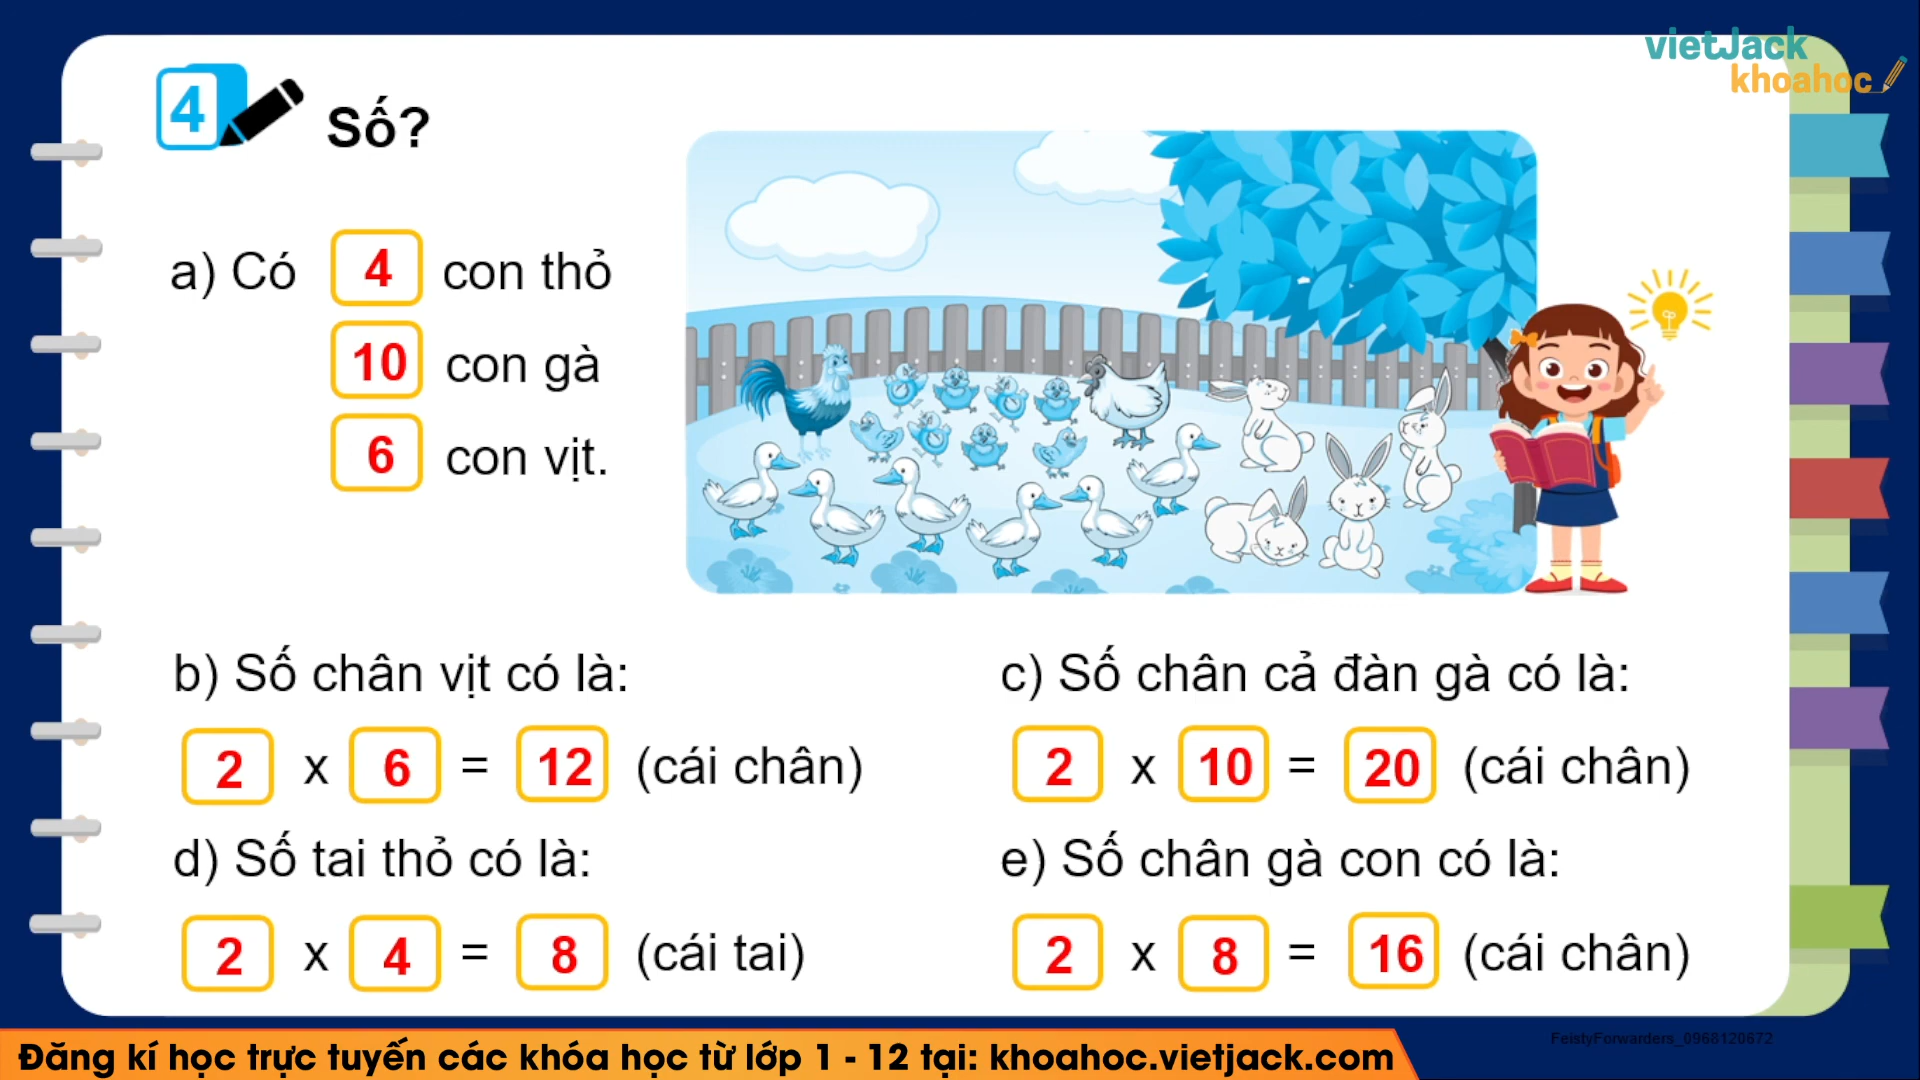 vietJack
khoahoc
4 Số?
a) Có 4 con thỏ
10 con gà
6 con vịt.
b) Số chân vịt có là:
2 x 6 = 12 (cái chân)
c) Số chân cả đàn gà có là:
2 x 10 = 20 (cái chân)
d) Số tai thỏ có là:
2 x 4 = 8 (cái tai)
e) Số chân gà con có là:
2 x 8 = 16 (cái chân)
FeistyForwarders_0968120672
Đăng kí học trực tuyến các khóa học từ lớp 1 - 12 tại: khoahoc.vietjack.com